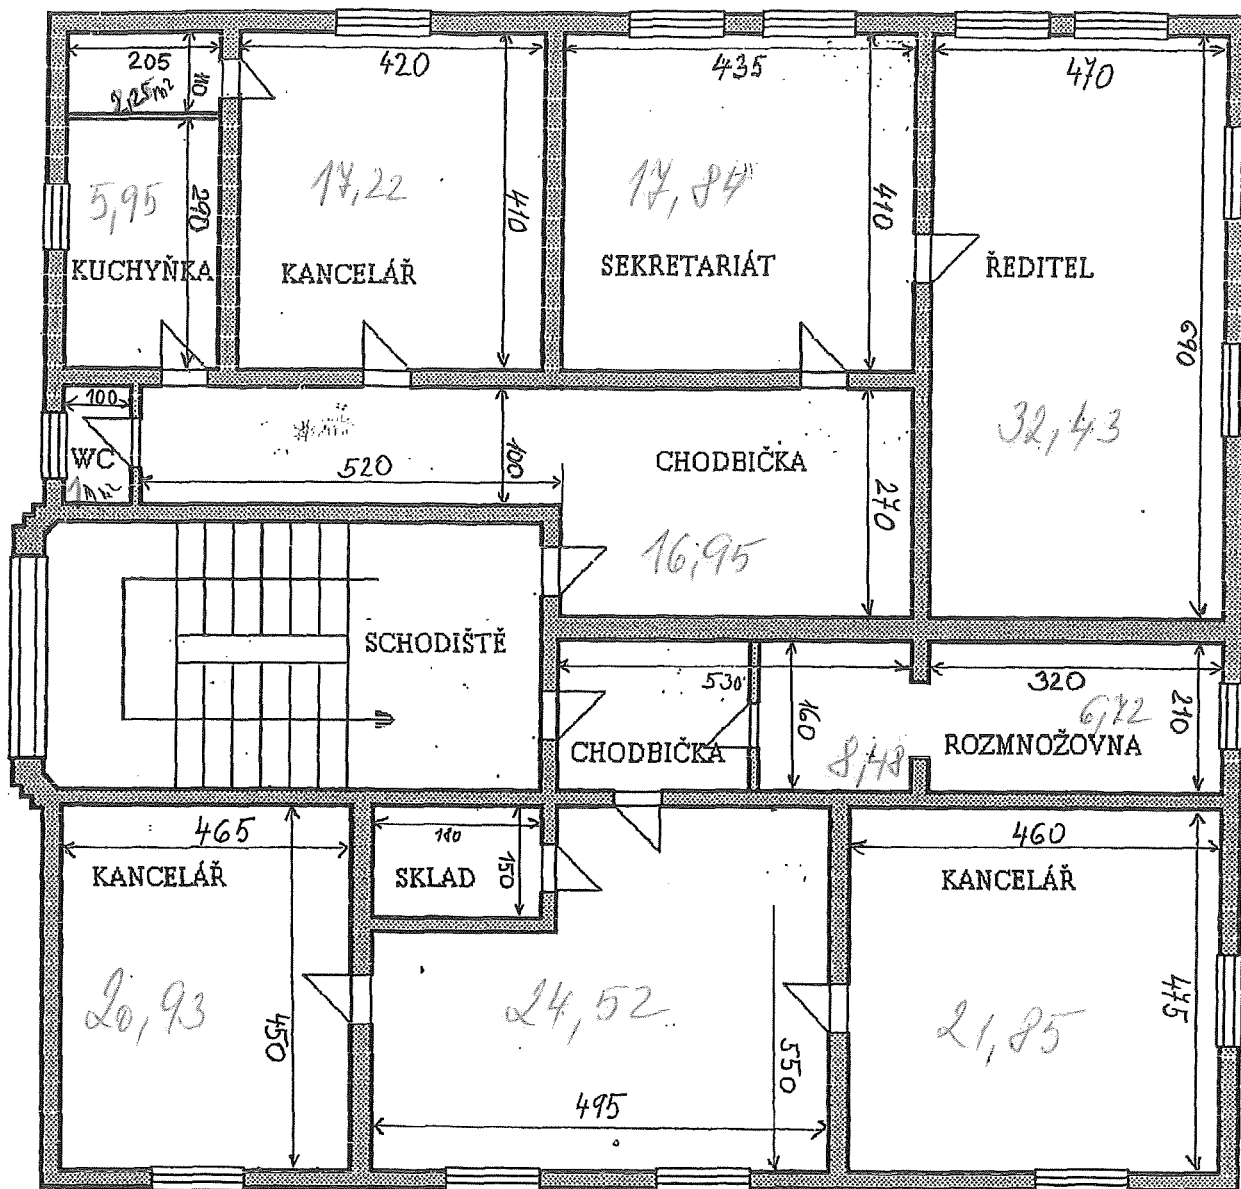 205
420
435
470
110
2,25m²
5,95
290
17,22
410
17,84
410
KUCHYŇKA
KANCELÁŘ
SEKRETARIÁT
ŘEDITEL
690
100
32,43
WC
520
100
CHODBIČKA
270
16,95
SCHODIŠTĚ
530
320
160
6,72
210
CHODBIČKA
8,48
ROZMNOŽOVNA
465
180
460
KANCELÁŘ
SKLAD
150
KANCELÁŘ
20,93
450
24,52
550
21,85
475
495